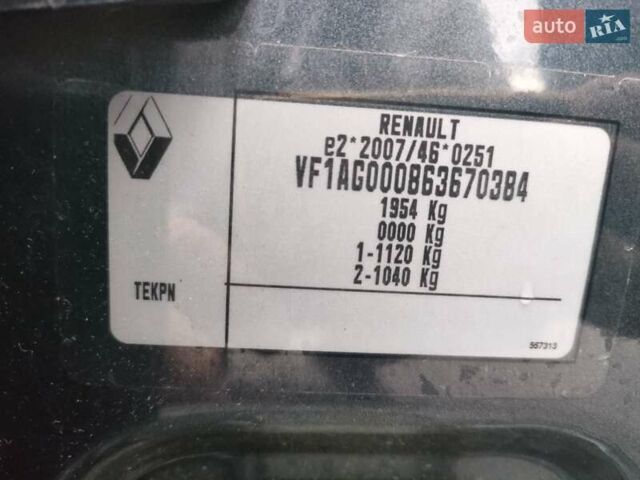 auto RIA.com
RENAULT
e2*2007/46*0251
VF1AG000863670384
1954 Kg
0000 Kg
1-1120 Kg
2-1040 Kg
TEKPN
557313